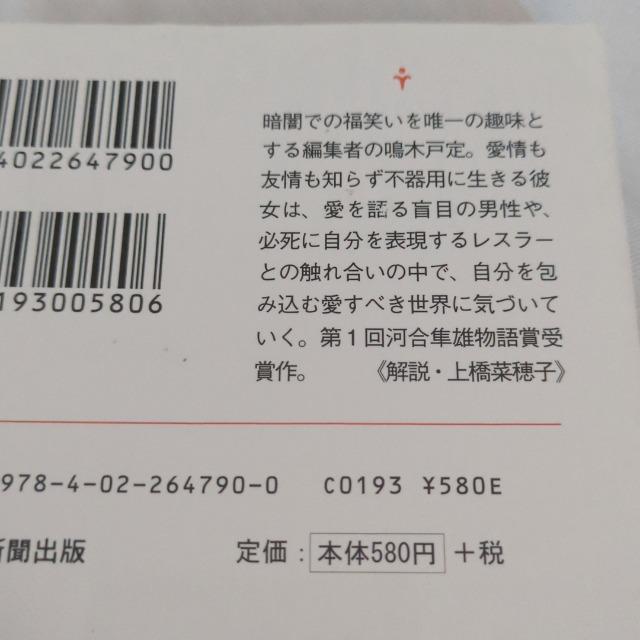 4022647900
193005806
暗闇での福笑いを唯一の趣味と
する編集者の鳴木戸定。愛情も
友情も知らず不器用に生きる彼
女は、愛を語る盲目の男性や、
必死に自分を表現するレスラー
との触れ合いの中で、自分を包
み込む愛すべき世界に気づいて
いく。第1回河合隼雄物語賞受
賞作。 《解説・上橋菜穂子》
978-4-02-264790-0 C0193 ¥580E
新聞出版 定価:本体580円+税